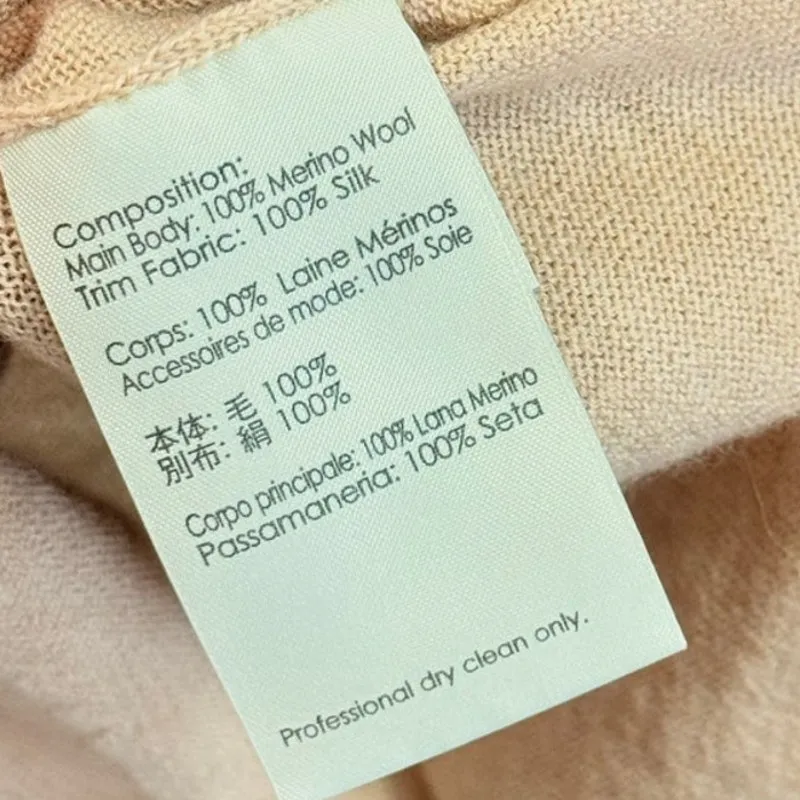 Composition:
Main Body: 100% Merino Wool
Trim Fabric: 100% Silk
Corps: 100% Laine Mérinos
Accessoires de mode: 100% Soie
本体: 毛 100%
別布: 絹 100%
Corpo principale: 100% Lana Merino
Passamaneria: 100% Seta
Professional dry clean only.